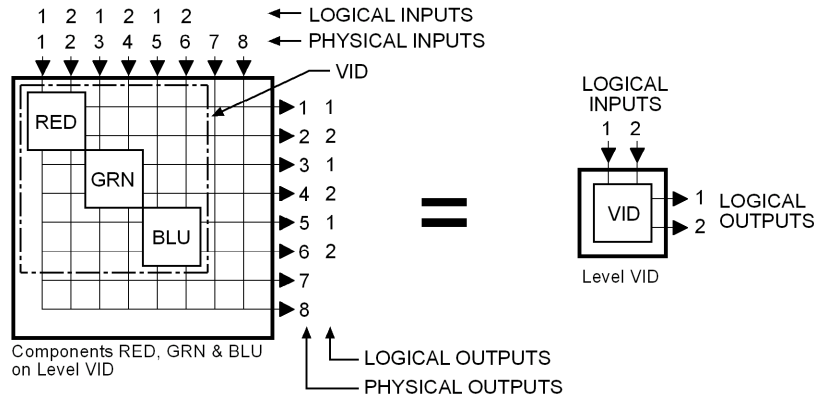 1 2 1 2 1 2 LOGICAL INPUTS
1 2 3 4 5 6 7 8 PHYSICAL INPUTS
VID
RED
GRN
BLU
1 1
2 2
3 1
4 2
5 1
6 2
7
8
LOGICAL OUTPUTS
PHYSICAL OUTPUTS
Components RED, GRN & BLU
on Level VID
=
LOGICAL
INPUTS
1 2
VID
1
2
LOGICAL
OUTPUTS
Level VID